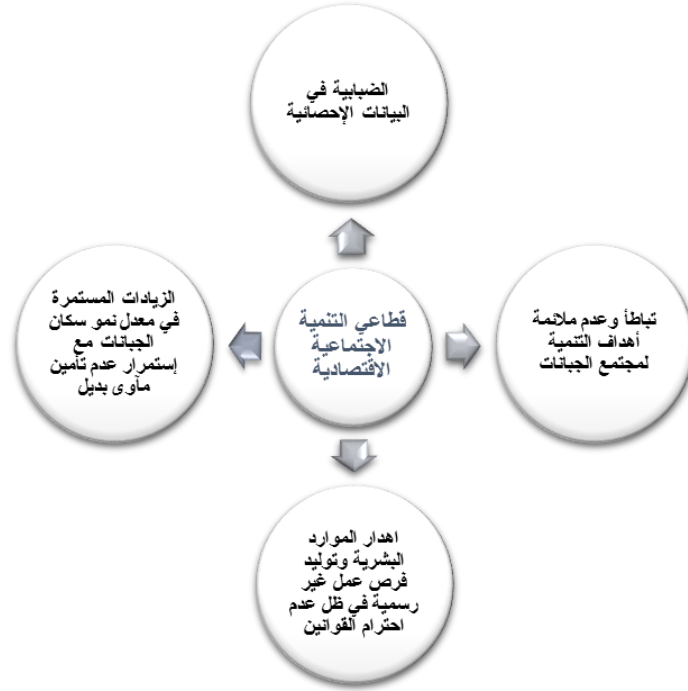 الضبابية في
البيانات الإحصائية
تباطأ وعدم ملائمة
أهداف التنمية
لمجتمع الجبانات
قطاعي التنمية
الاجتماعية
الاقتصادية
الزيادات المستمرة
في معدل نمو سكان
الجبانات مع
إستمرار عدم تأمين
مآوى بديل
اهدار الموارد
البشرية وتوليد
فرص عمل غير
رسمية في ظل عدم
احترام القوانين